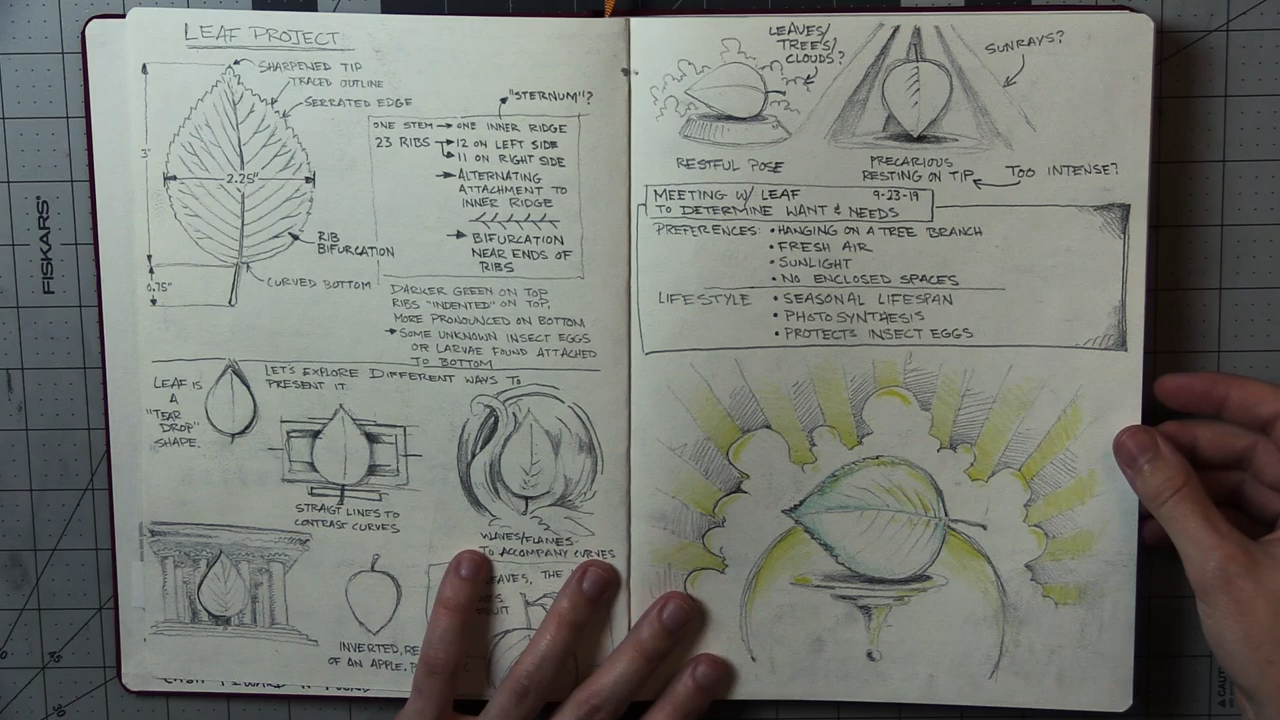 LEAF PROJECT
SHARPENED TIP
TRACED OUTLINE
SERRATED EDGE
3"
2.25"
RIB
BIFURCATION
CURVED BOTTOM
0.75"
"STERNUM"?
ONE STEM → ONE INNER RIDGE
23 RIBS → 12 ON LEFT SIDE
→ 11 ON RIGHT SIDE
→ ALTERNATING
ATTACHMENT TO
INNER RIDGE
→ BIFURCATION
NEAR ENDS OF
RIBS
DARKER GREEN ON TOP
RIBS "INDENTED" ON TOP,
MORE PRONOUNCED ON BOTTOM
→ SOME UNKNOWN INSECT EGGS
OR LARVAE FOUND ATTACHED
TO BOTTOM
LEAF IS
A
"TEAR
DROP"
SHAPE.
LET'S EXPLORE DIFFERENT WAYS TO
PRESENT IT.
STRAIGT LINES TO
CONTRAST CURVES
WAVES/FLAMES
TO ACCOMPANY CURVES
INVERTED, RE
OF AN APPLE, P
EAVES, THE
LEAVES/
TREES/
CLOUDS?
SUNRAYS?
RESTFUL POSE
PRECARIOUS
RESTING ON TIP
TOO INTENSE?
MEETING W/ LEAF 9-23-19
TO DETERMINE WANT & NEEDS
PREFERENCES: • HANGING ON A TREE BRANCH
• FRESH AIR
• SUNLIGHT
• NO ENCLOSED SPACES
LIFESTYLE • SEASONAL LIFESPAN
• PHOTOSYNTHESIS
• PROTECTS INSECT EGGS
FISKARS